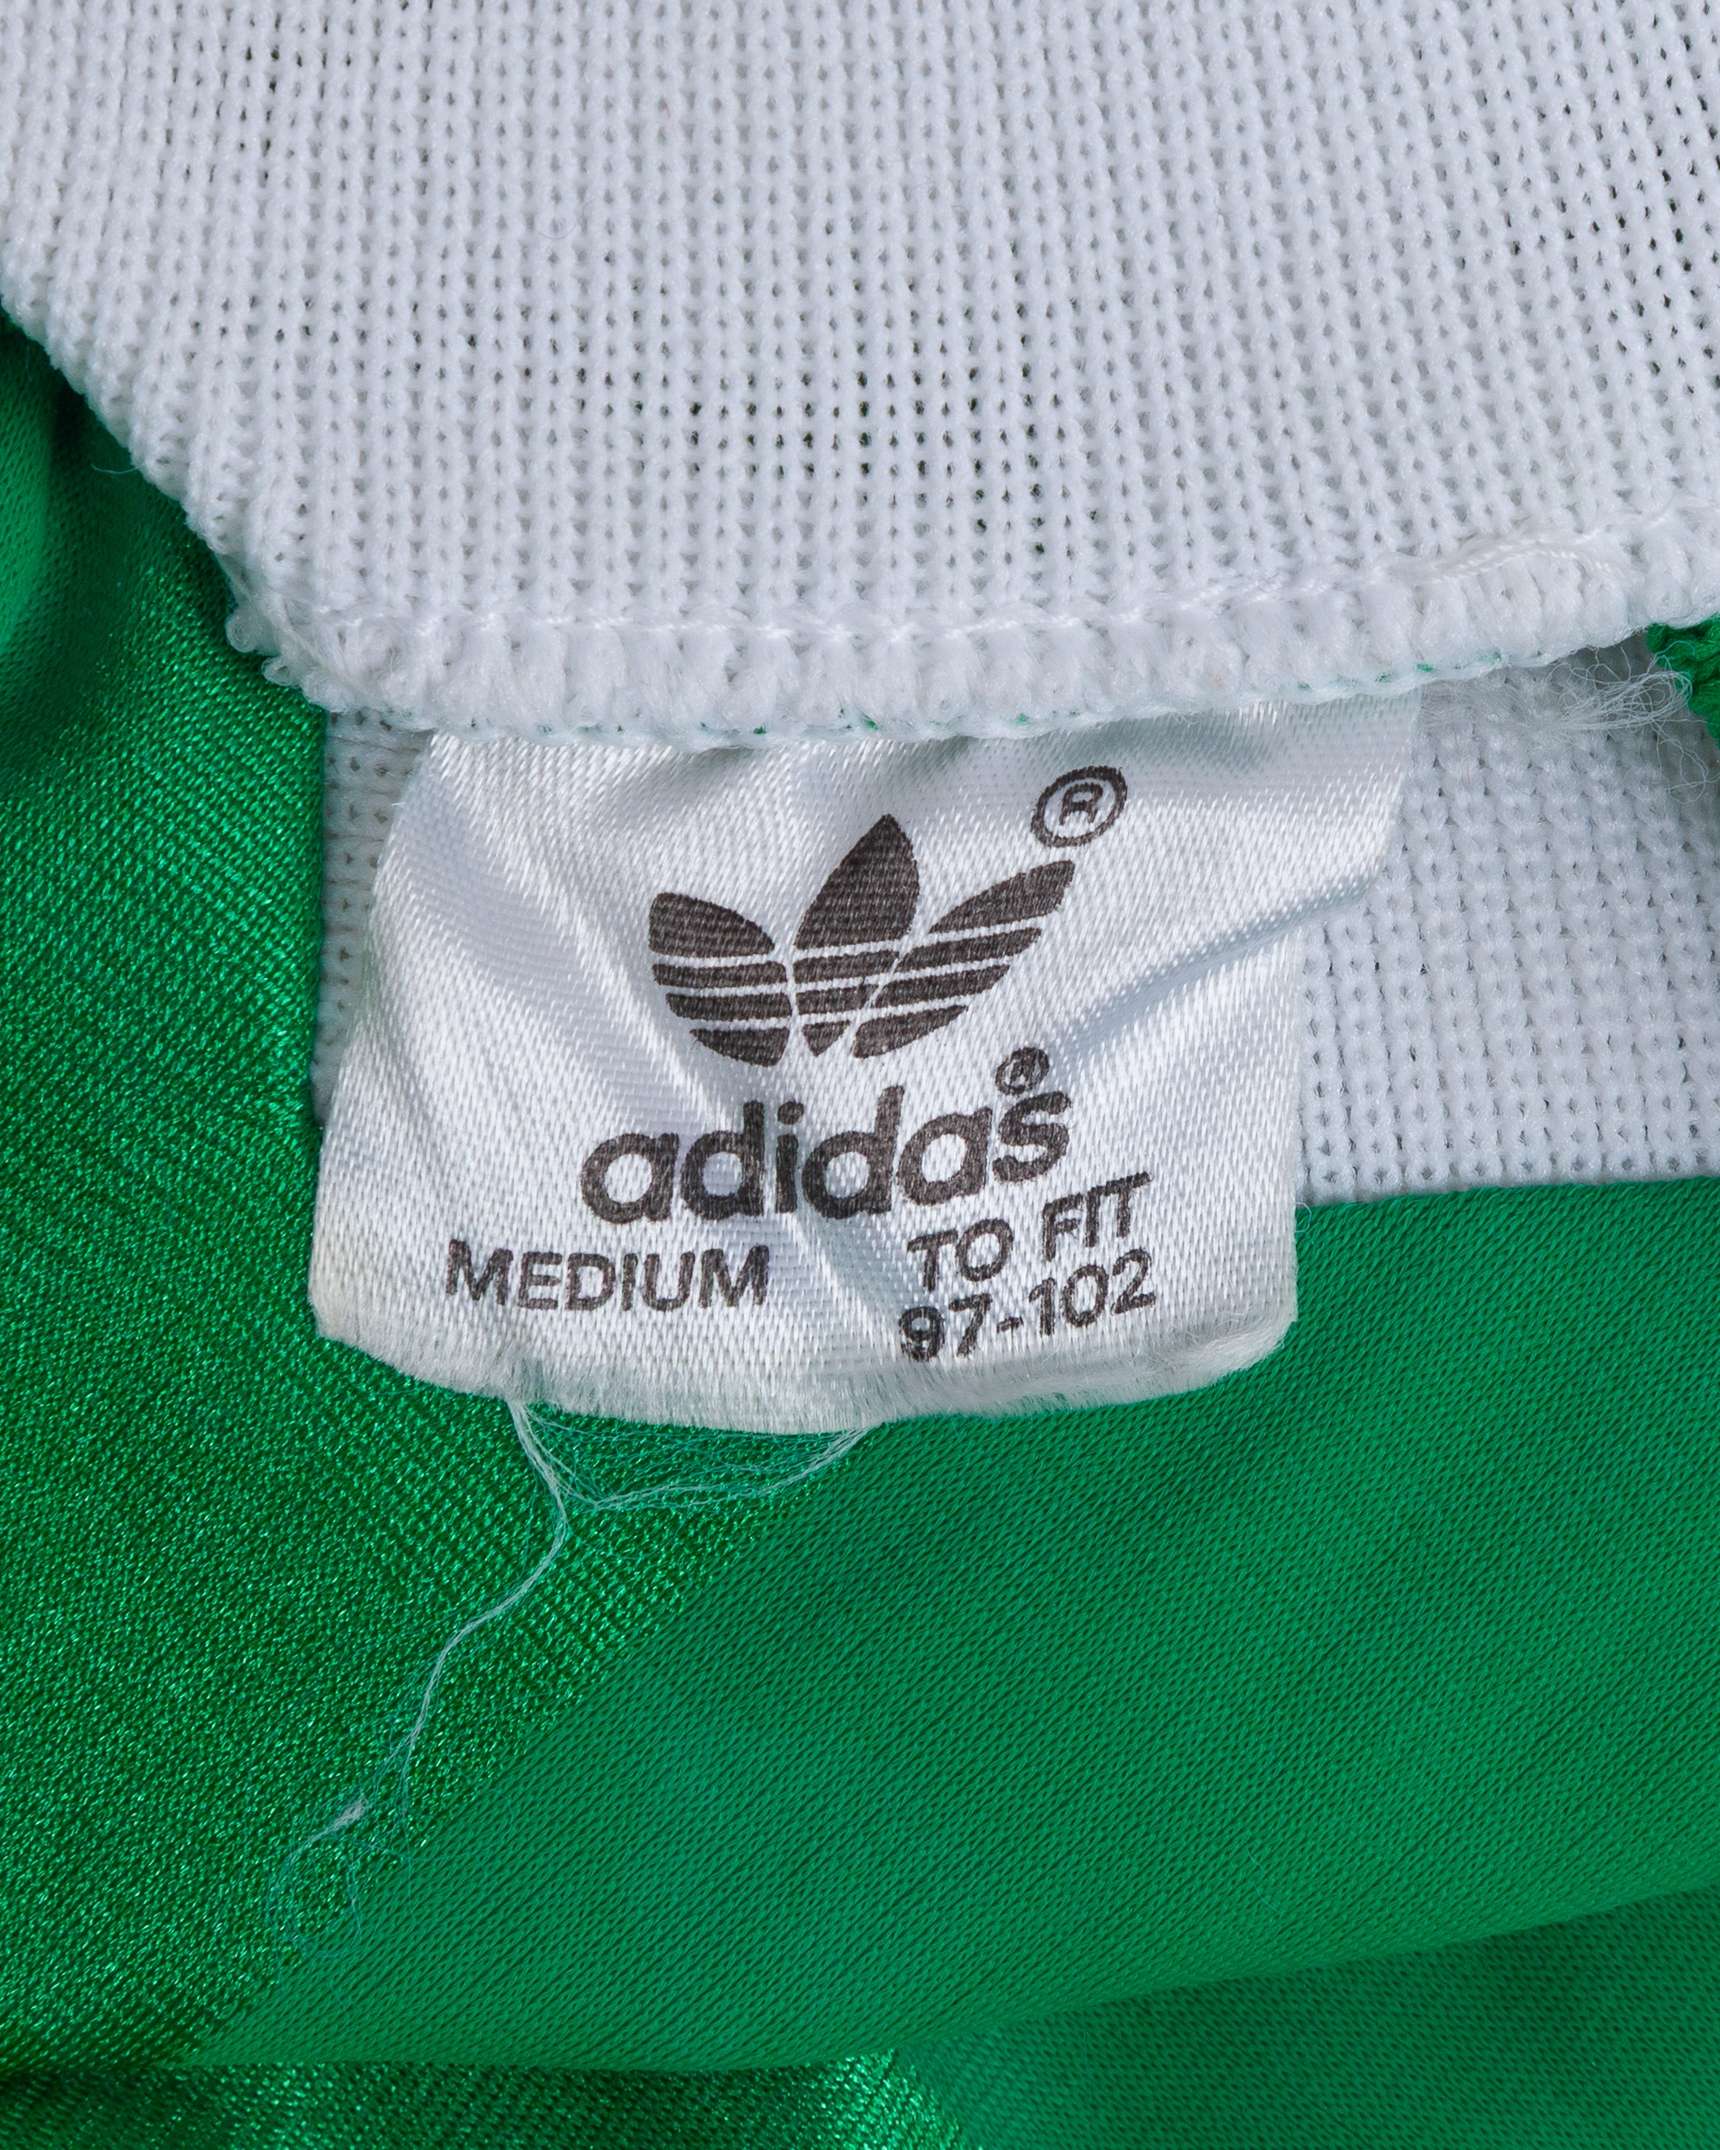 ®
adidas®
MEDIUM
TO FIT
97-102